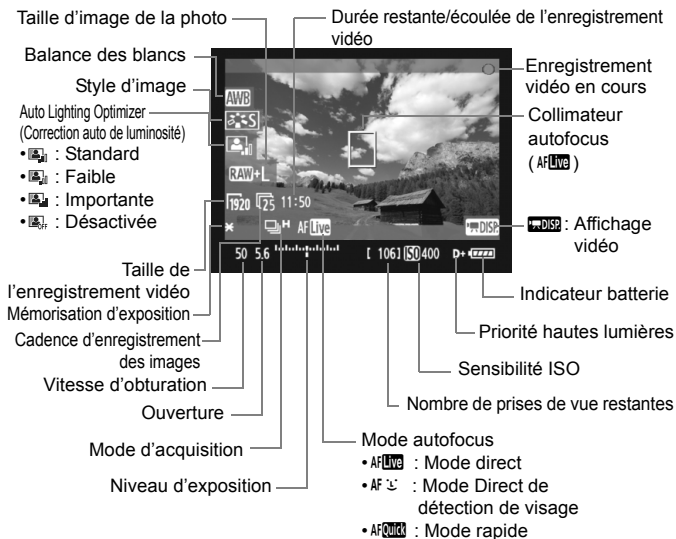 Taille d'image de la photo
Durée restante/écoulée de l'enregistrement
vidéo
Balance des blancs
Style d'image
Auto Lighting Optimizer
(Correction auto de luminosité)
• : Standard
• : Faible
• : Importante
• OFF : Désactivée
Enregistrement
vidéo en cours
Collimateur
autofocus
( AF Live )
AWB
S
RAW+L
1920 25 11:50
H AF Live
DISP.
DISP. : Affichage
vidéo
50 5.6
[ 106] ISO 400 D+
Taille de
l'enregistrement vidéo
Mémorisation d'exposition
Cadence d'enregistrement
des images
Vitesse d'obturation
Ouverture
Mode d'acquisition
Niveau d'exposition
Indicateur batterie
Priorité hautes lumières
Sensibilité ISO
Nombre de prises de vue restantes
Mode autofocus
• AF Live : Mode direct
• AF : Mode Direct de
détection de visage
• AF Quick : Mode rapide